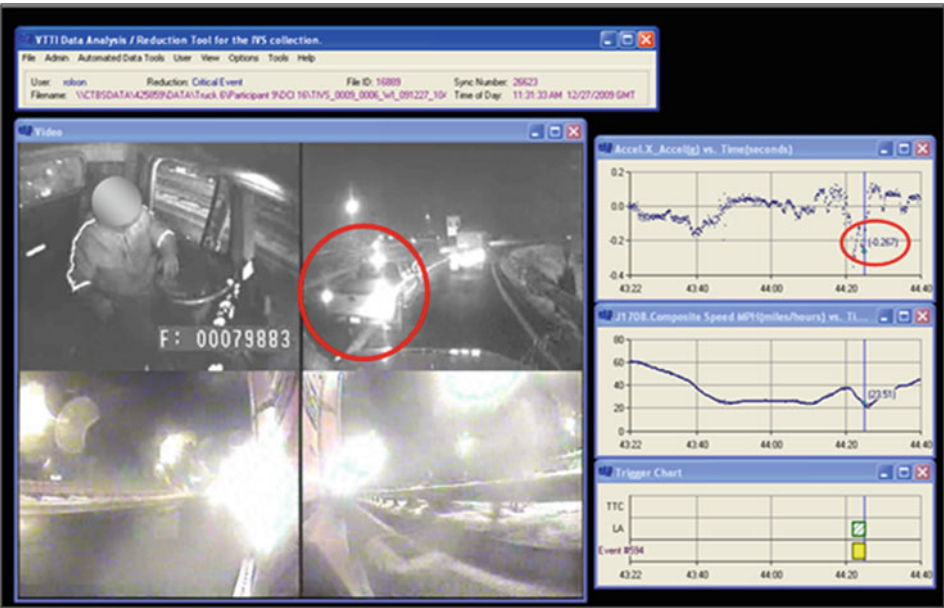 VTTI Data Analysis / Reduction Tool for the IVS collection.
File Admin Automated Data Tools User View Options Tools Help
User: rolson Reduction: Critical Event File ID: 16889 Sync Number: 26623
Filename: Time of Day: 11:31:33 AM 12/27/2009 GMT
Video
F: 00079883
Accel.X_Accel(g) vs. Time(seconds)
0.2
0.0
-0.2
(-0.267)
-0.4
43:22 43:40 44:00 44:20 44:40
J1708.Composite Speed MPH(miles/hours) vs. Ti...
80
60
40
(23.51)
20
0
43:22 43:40 44:00 44:20 44:40
Trigger Chart
TTC
LA
Event #594
43:22 43:40 44:00 44:20 44:40